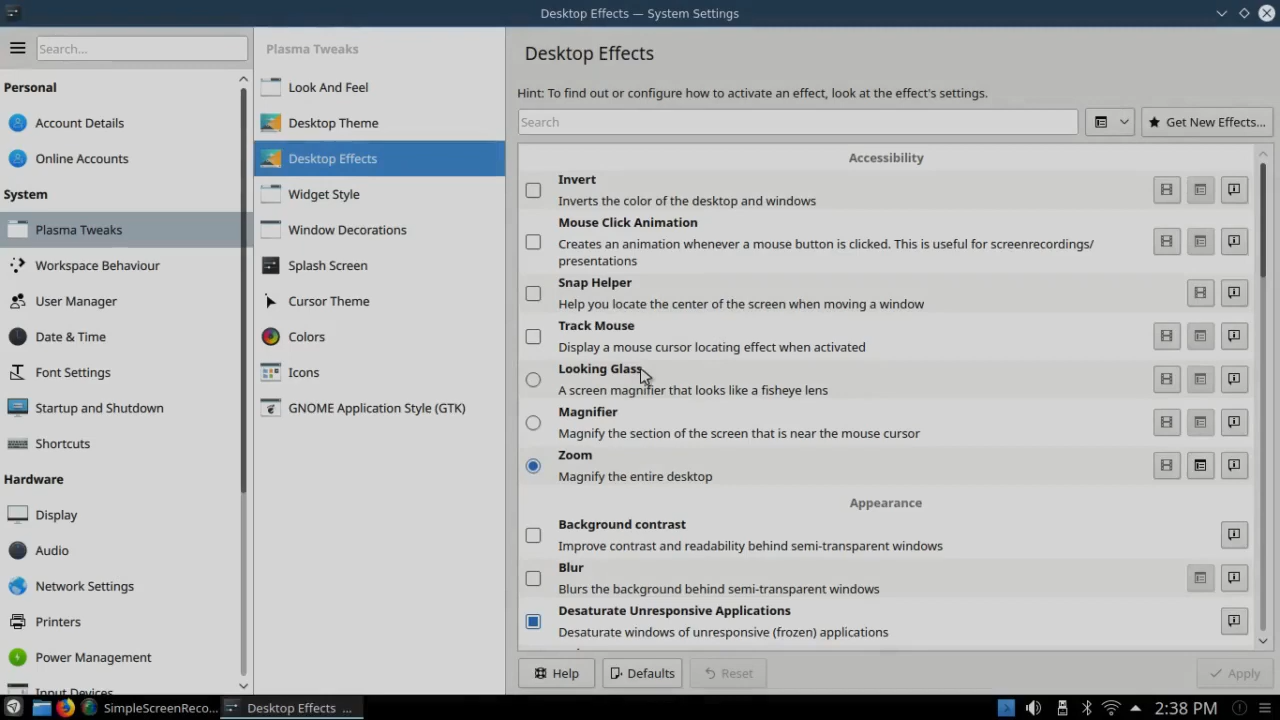 Desktop Effects — System Settings
Search...
Personal
Account Details
Online Accounts
System
Plasma Tweaks
Workspace Behaviour
User Manager
Date & Time
Font Settings
Startup and Shutdown
Shortcuts
Hardware
Display
Audio
Network Settings
Printers
Power Management
Input Devices
Plasma Tweaks
Look And Feel
Desktop Theme
Desktop Effects
Widget Style
Window Decorations
Splash Screen
Cursor Theme
Colors
Icons
GNOME Application Style (GTK)
Desktop Effects
Hint: To find out or configure how to activate an effect, look at the effect's settings.
Search
Get New Effects...
Accessibility
Invert
Inverts the color of the desktop and windows
Mouse Click Animation
Creates an animation whenever a mouse button is clicked. This is useful for screenrecordings/
presentations
Snap Helper
Help you locate the center of the screen when moving a window
Track Mouse
Display a mouse cursor locating effect when activated
Looking Glass
A screen magnifier that looks like a fisheye lens
Magnifier
Magnify the section of the screen that is near the mouse cursor
Zoom
Magnify the entire desktop
Appearance
Background contrast
Improve contrast and readability behind semi-transparent windows
Blur
Blurs the background behind semi-transparent windows
Desaturate Unresponsive Applications
Desaturate windows of unresponsive (frozen) applications
Help
Defaults
Reset
Apply
SimpleScreenReco...
Desktop Effects ...
2:38 PM